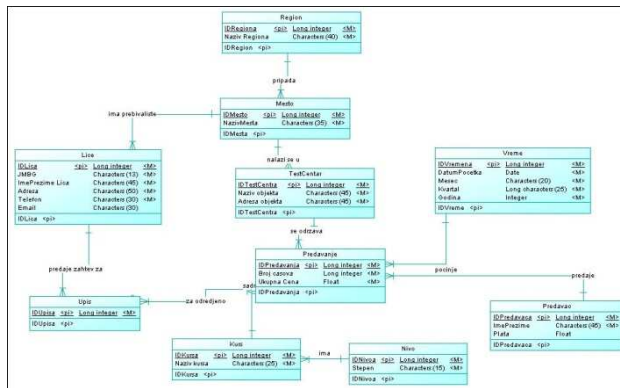 Region
IDRegiona <pi> Long integer <M>
Naziv Regiona Characters (40) <M>
IDRegion <pi>
pripada
ima prebivaliste
Mesto
IDMesto <pi> Long integer <M>
NazivMesta Characters (35) <M>
IDMesta <pi>
Lice
IDLica <pi> Long integer <M>
JMBG Characters (13) <M>
ImePrezime Lica Characters (45) <M>
Adresa Characters (50) <M>
Telefon Characters (30) <M>
Email Characters (30)
IDLica <pi>
nalazi se u
TestCentar
IDTestCentra <pi> Long integer <M>
Naziv objekta Characters (45) <M>
Adresa objekta Characters (45) <M>
IDTestCentra <pi>
Vreme
IDVremena <pi> Long integer <M>
DatumPocetka Date <M>
Mesec Characters (20) <M>
Kvartal Long characters (25) <M>
Godina Integer <M>
IDVreme <pi>
se odrzava
Predavanje
IDPredavanja <pi> Long integer <M>
Broj casova Long integer <M>
Ukupna Cena Float <M>
IDPredavanja <pi>
predaje zahtev za
pocinje
predaje
Upis
IDUpisa <pi> Long integer <M>
IDUpisa <pi>
za odredjeno
Predavac
IDPredavaca <pi> Long integer <M>
ImePrezime Characters (45) <M>
Plata Float
IDPredavaca <pi>
Kurs
IDKursa <pi> Long integer <M>
Naziv kursa Characters (25) <M>
IDKursa <pi>
ima
Nivo
IDNivoa <pi> Long integer <M>
Stepen Characters (15) <M>
IDNivoa <pi>